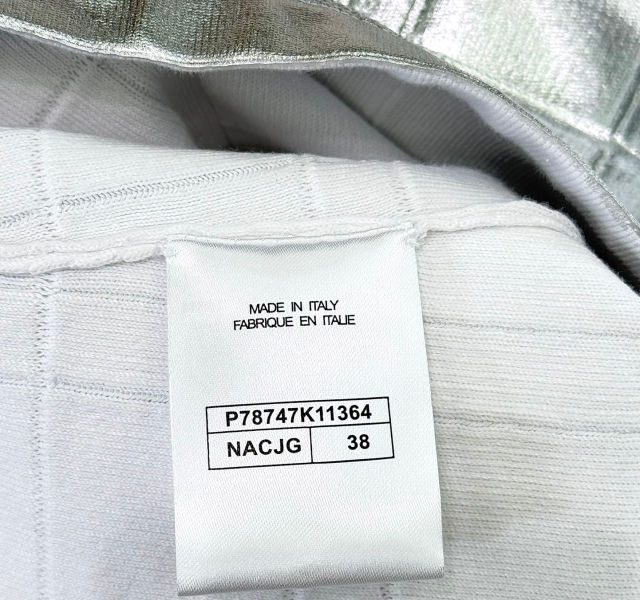 MADE IN ITALY
FABRIQUE EN ITALIE
P78747K11364
NACJG 38